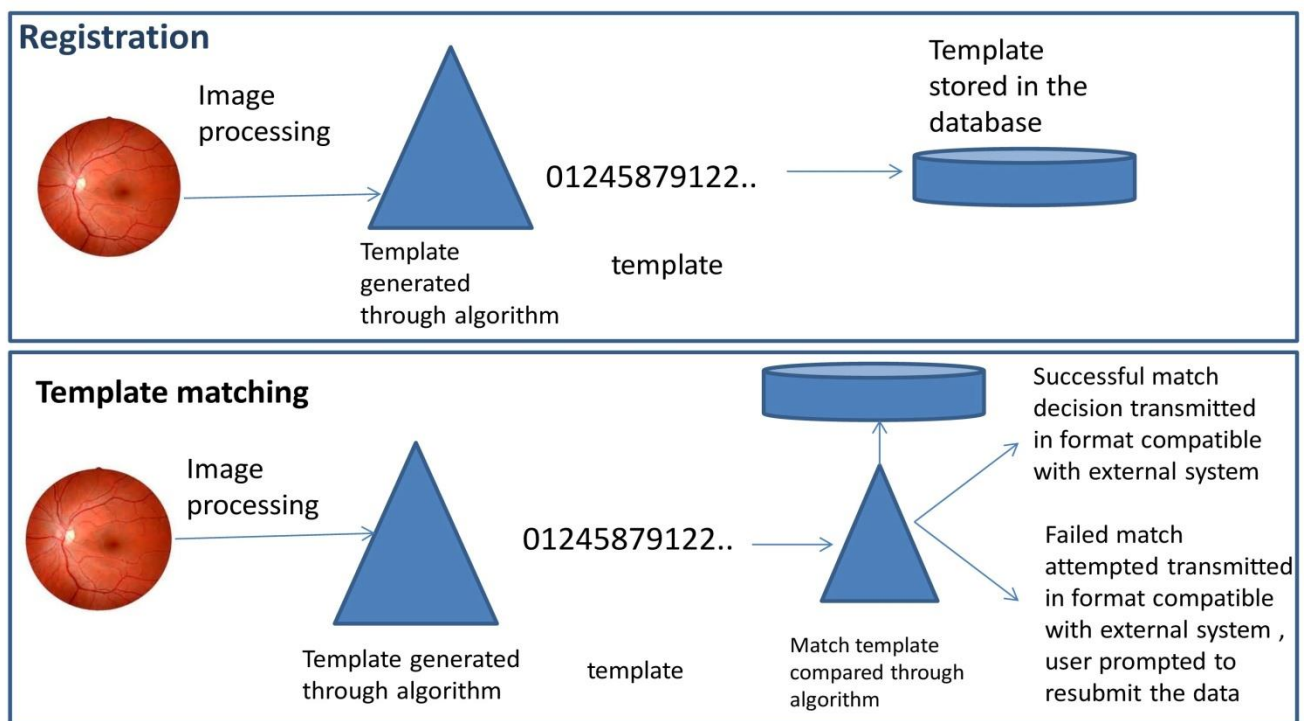 Registration
Image
processing
Template
generated
through algorithm
01245879122..
template
Template
stored in the
database
Template matching
Image
processing
Template generated
through algorithm
01245879122..
template
Match template
compared through
algorithm
Successful match
decision transmitted
in format compatible
with external system
Failed match
attempted transmitted
in format compatible
with external system ,
user prompted to
resubmit the data